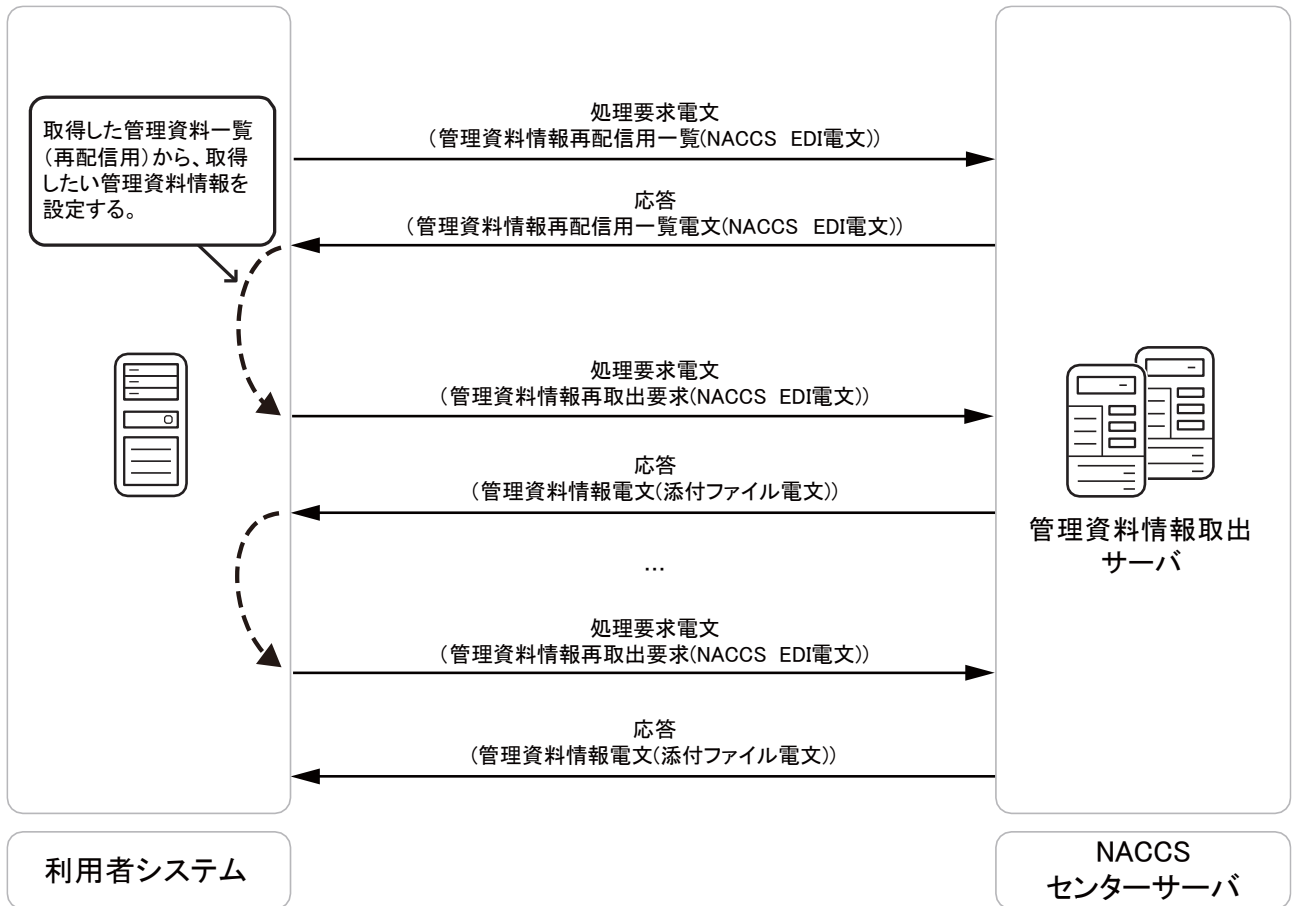 処理要求電文
（管理資料情報再配信用一覧(NACCS　EDI電文)）
取得した管理資料一覧
（再配信用）から、取得
したい管理資料情報を
設定する。
応答
（管理資料情報再配信用一覧電文(NACCS　EDI電文)）
処理要求電文
（管理資料情報再取出要求(NACCS　EDI電文)）
応答
（管理資料情報電文(添付ファイル電文)）
管理資料情報取出
サーバ
…
処理要求電文
（管理資料情報再取出要求(NACCS　EDI電文)）
応答
（管理資料情報電文(添付ファイル電文)）
利用者システム
NACCS
センターサーバ